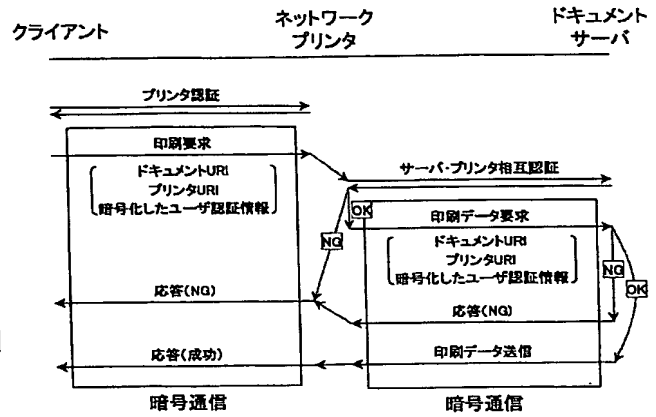 クライアント
ネットワーク
プリンタ
ドキュメント
サーバ
プリンタ認証
印刷要求
ドキュメントURI
プリンタURI
暗号化したユーザ認証情報
サーバ・プリンタ相互認証
OK
NG
印刷データ要求
ドキュメントURI
プリンタURI
暗号化したユーザ認証情報
NG
OK
応答(NG)
応答(NG)
応答(成功)
印刷データ送信
暗号通信
暗号通信